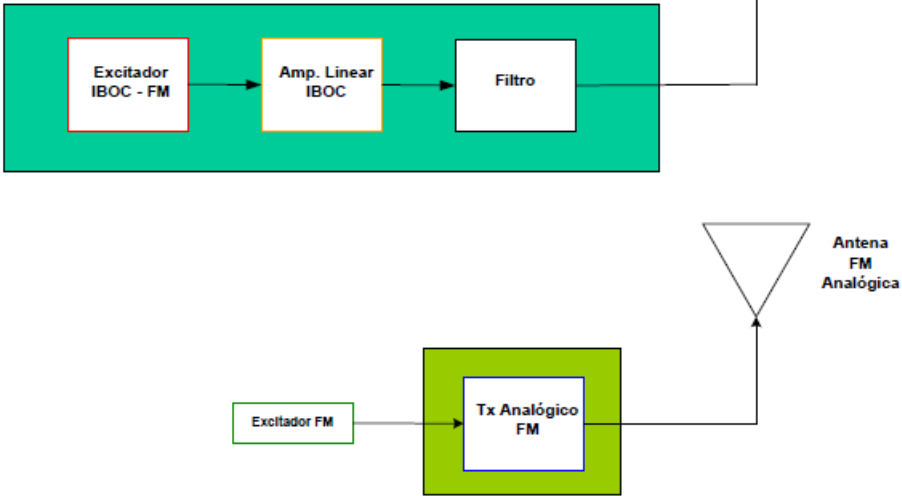 Excitador
IBOC - FM
Amp. Linear
IBOC
Filtro
Antena
FM
Analógica
Excitador FM
Tx Analógico
FM